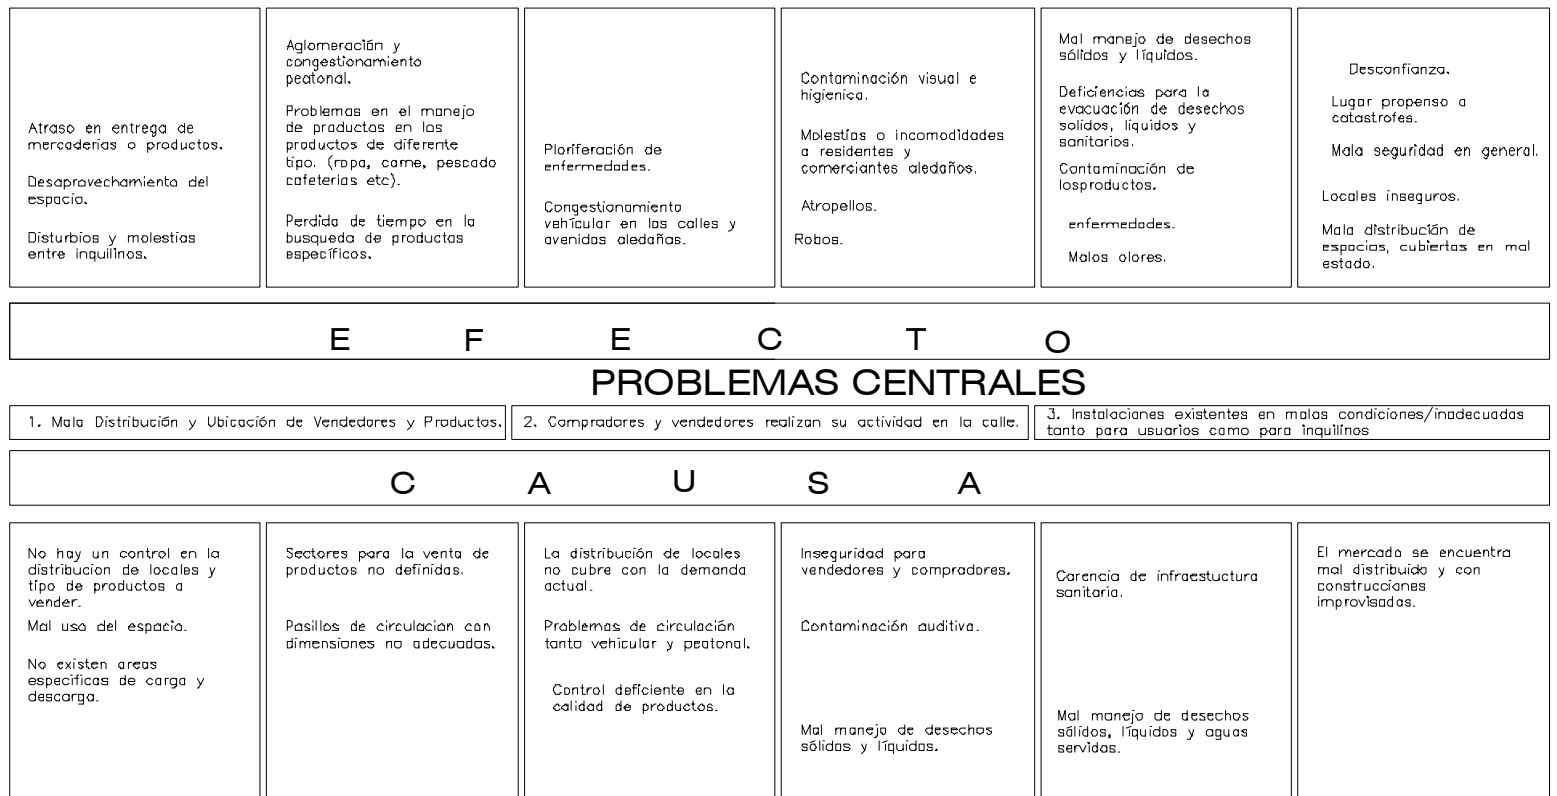 Atraso en entrega de
mercaderias o productos.
Desaprovechamiento del
espacio.
Disturbios y molestias
entre inquilinos.
Aglomeración y
congestionamiento
peatonal.
Problemas en el manejo
de productos en los
productos de diferente
tipo. (ropa, carne, pescado
cafeterias etc).
Perdida de tiempo en la
busqueda de productos
específicos.
Ploriferación de
enfermedades.
Congestionamiento
vehícular en las calles y
avenidas aledañas.
Contaminación visual e
higienica.
Molestias o incomodidades
a residentes y
comerciantes aledaños.
Atropellos.
Robos.
Mal manejo de desechos
sólidos y líquidos.
Deficiencias para la
evacuación de desechos
solidos, líquidos y
sanitarios.
Contaminación de
losproductos.
enfermedades.
Malos olores.
Desconfianza.
Lugar propenso a
catastrofes.
Mala seguridad en general.
Locales inseguros.
Mala distribución de
espacios, cubiertas en mal
estado.
E F E C T O
PROBLEMAS CENTRALES
1. Mala Distribución y Ubicación de Vendedores y Productos.
2. Compradores y vendedores realizan su actividad en la calle.
3. Instalaciones existentes en malas condiciones/inadecuadas
tanto para usuarios como para inquilinos
C A U S A
No hay un control en la
distribucion de locales y
tipo de productos a
vender.
Mal uso del espacio.
No existen areas
especificas de carga y
descarga.
Sectores para la venta de
productos no definidas.
Pasillos de circulacion con
dimensiones no adecuadas.
La distribución de locales
no cubre con la demanda
actual.
Problemas de circulación
tanto vehicular y peatonal.
Control deficiente en la
calidad de productos.
Inseguridad para
vendedores y compradores.
Contaminación auditiva.
Mal manejo de desechos
sólidos y líquidos.
Carencia de infraestuctura
sanitaria.
Mal manejo de desechos
sólidos, líquidos y aguas
servidas.
El mercado se encuentra
mal distribuido y con
construcciones
improvisadas.